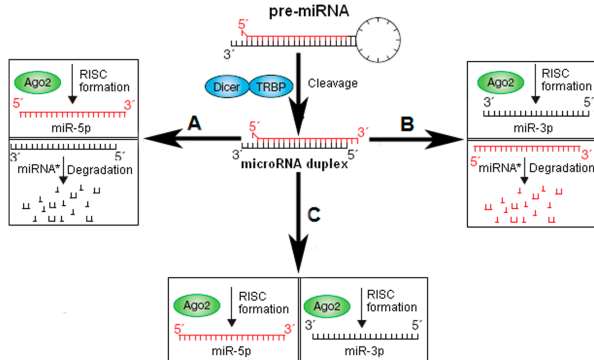 pre-miRNA
5′
3′
Dicer TRBP
Cleavage
5′ 3′
3′ 5′
microRNA duplex
A
B
C
Ago2
RISC
formation
5′ 3′
miR-5p
3′ 5′
miRNA* Degradation
Ago2
RISC
formation
3′ 5′
miR-3p
5′ 3′
miRNA* Degradation
Ago2
RISC
formation
5′ 3′
miR-5p
Ago2
RISC
formation
3′ 5′
miR-3p